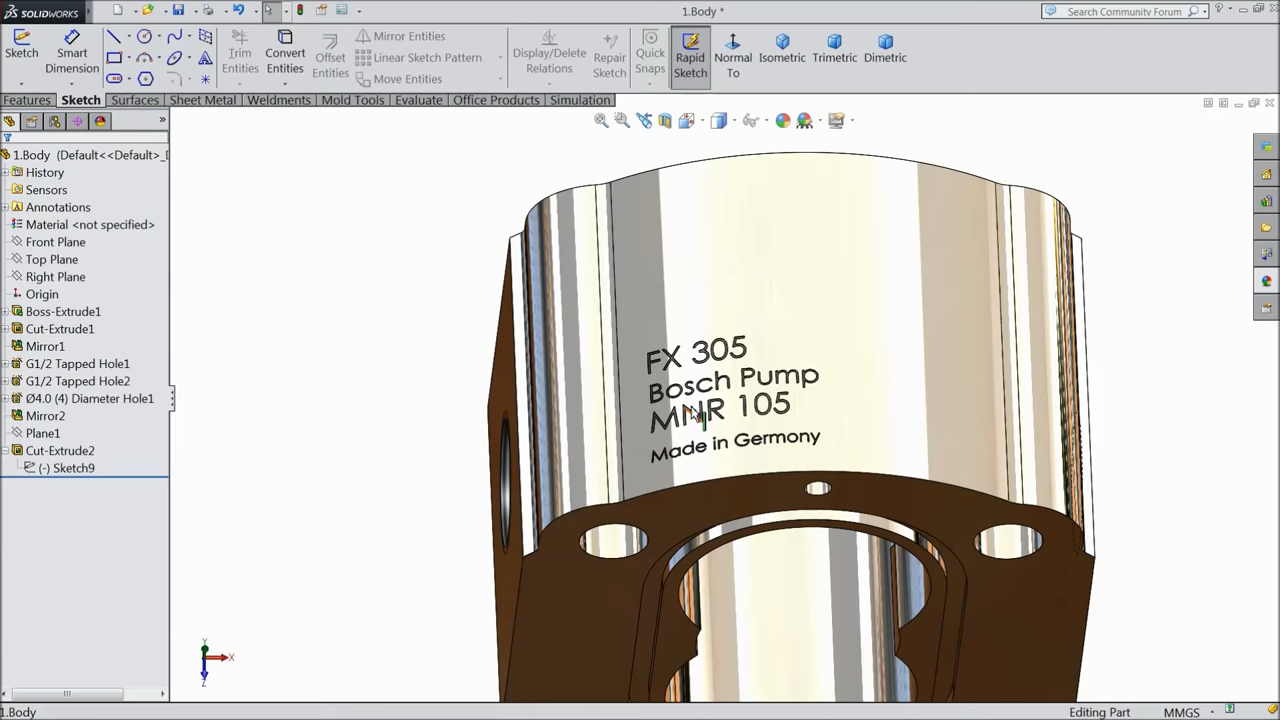 SOLIDWORKS
1.Body *
Search Community Forum
Sketch
Smart Dimension
Trim Entities
Convert Entities
Offset Entities
Mirror Entities
Linear Sketch Pattern
Move Entities
Display/Delete Relations
Repair Sketch
Quick Snaps
Rapid Sketch
Normal To
Isometric
Trimetric
Dimetric
Features
Sketch
Surfaces
Sheet Metal
Weldments
Mold Tools
Evaluate
Office Products
Simulation
1.Body (Default<<Default>_D
History
Sensors
Annotations
Material <not specified>
Front Plane
Top Plane
Right Plane
Origin
Boss-Extrude1
Cut-Extrude1
Mirror1
G1/2 Tapped Hole1
G1/2 Tapped Hole2
Ø4.0 (4) Diameter Hole1
Mirror2
Plane1
Cut-Extrude2
(-) Sketch9
FX 305
Bosch Pump
MNR 105
Made in Germony
Y
X
Z
1.Body
Editing Part
MMGS